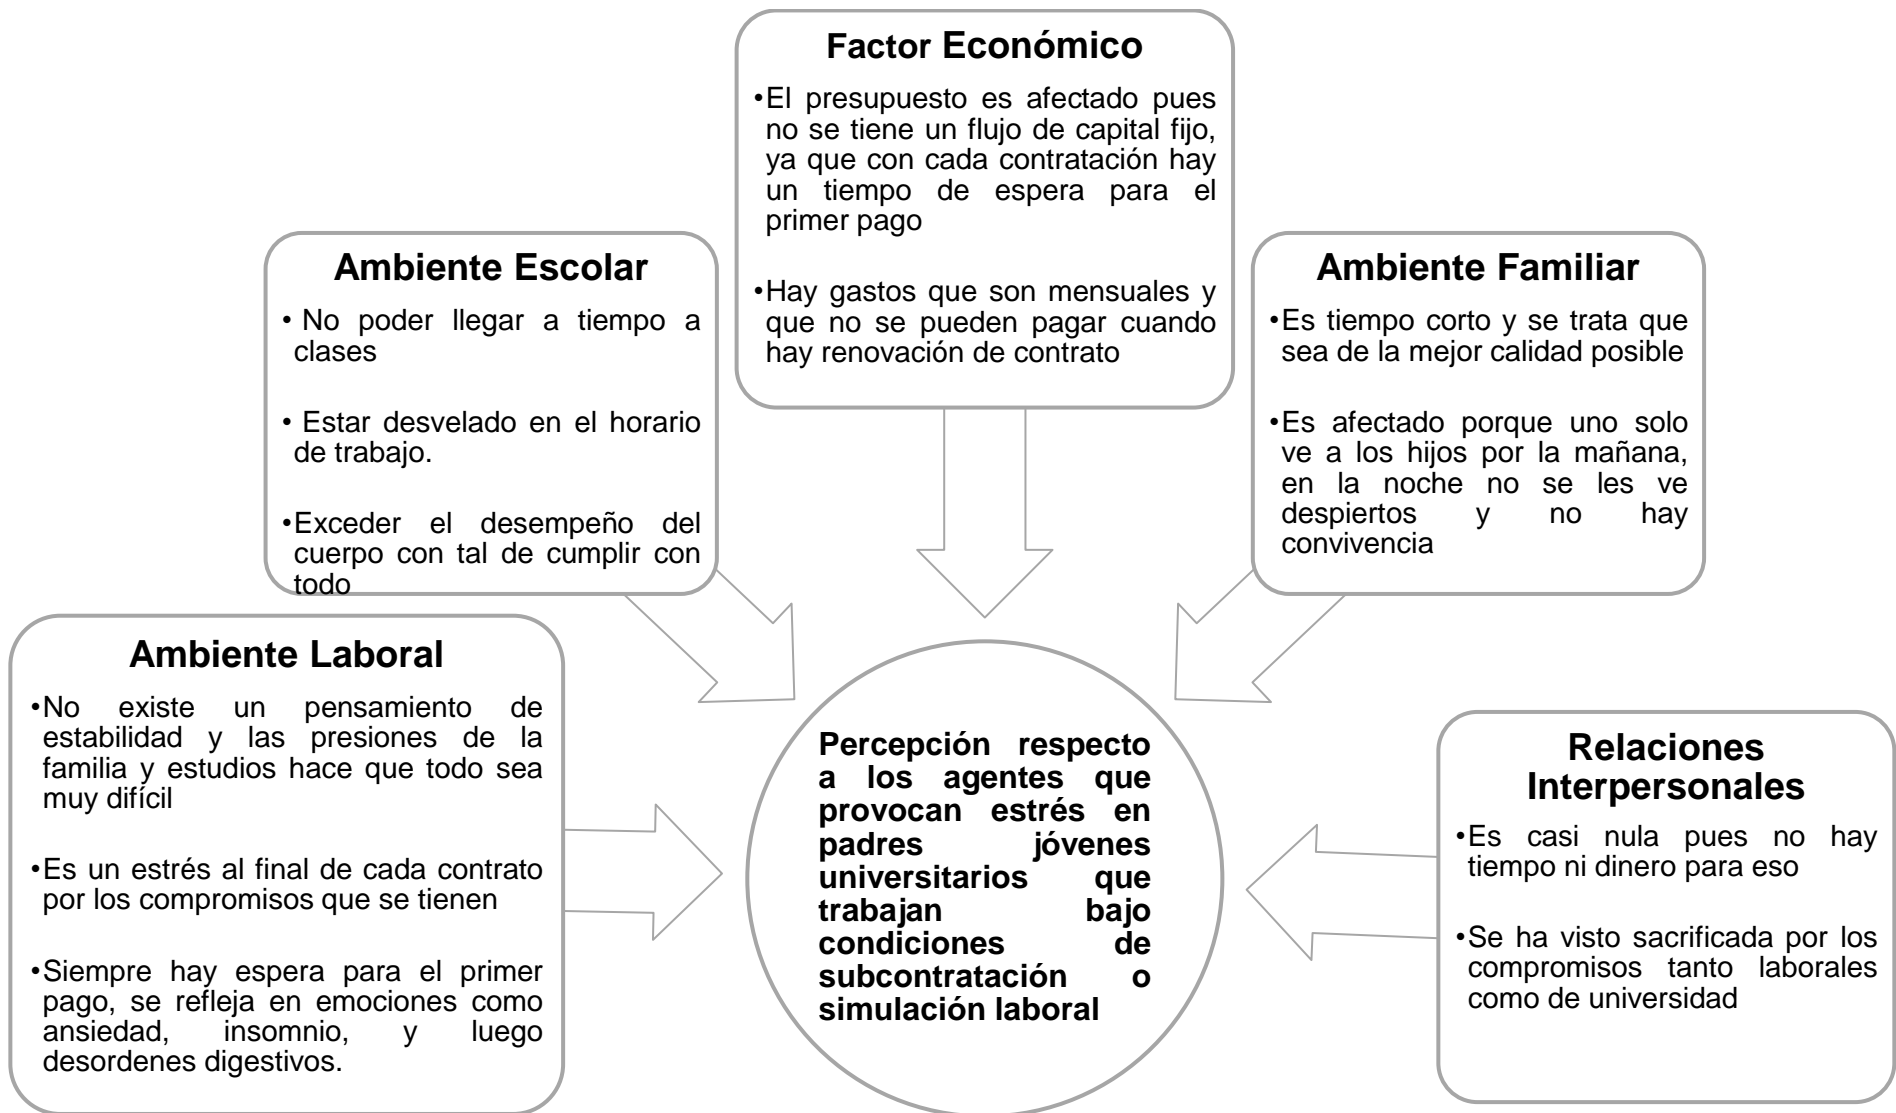 Factor Económico
•El presupuesto es afectado pues
no se tiene un flujo de capital fijo,
ya que con cada contratación hay
un tiempo de espera para el
primer pago
•Hay gastos que son mensuales y
que no se pueden pagar cuando
hay renovación de contrato
Ambiente Escolar
• No poder llegar a tiempo a
clases
• Estar desvelado en el horario
de trabajo.
•Exceder el desempeño del
cuerpo con tal de cumplir con
todo
Ambiente Familiar
•Es tiempo corto y se trata que
sea de la mejor calidad posible
•Es afectado porque uno solo
ve a los hijos por la mañana,
en la noche no se les ve
despiertos y no hay
convivencia
Ambiente Laboral
•No existe un pensamiento de
estabilidad y las presiones de la
familia y estudios hace que todo sea
muy difícil
•Es un estrés al final de cada contrato
por los compromisos que se tienen
•Siempre hay espera para el primer
pago, se refleja en emociones como
ansiedad, insomnio, y luego
desordenes digestivos.
Percepción respecto
a los agentes que
provocan estrés en
padres jóvenes
universitarios que
trabajan bajo
condiciones de
subcontratación o
simulación laboral
Relaciones
Interpersonales
•Es casi nula pues no hay
tiempo ni dinero para eso
•Se ha visto sacrificada por los
compromisos tanto laborales
como de universidad